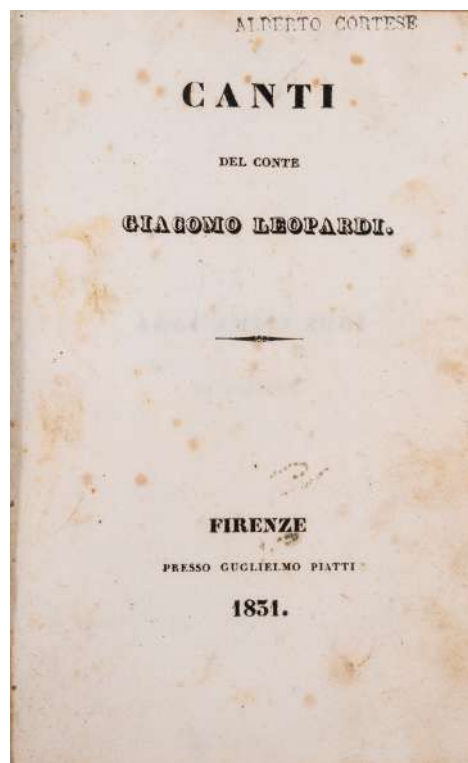 ALBERTO CORTESE
CANTI
DEL CONTE
GIACOMO LEOPARDI.
FIRENZE
PRESSO GUGLIELMO PIATTI
1831.